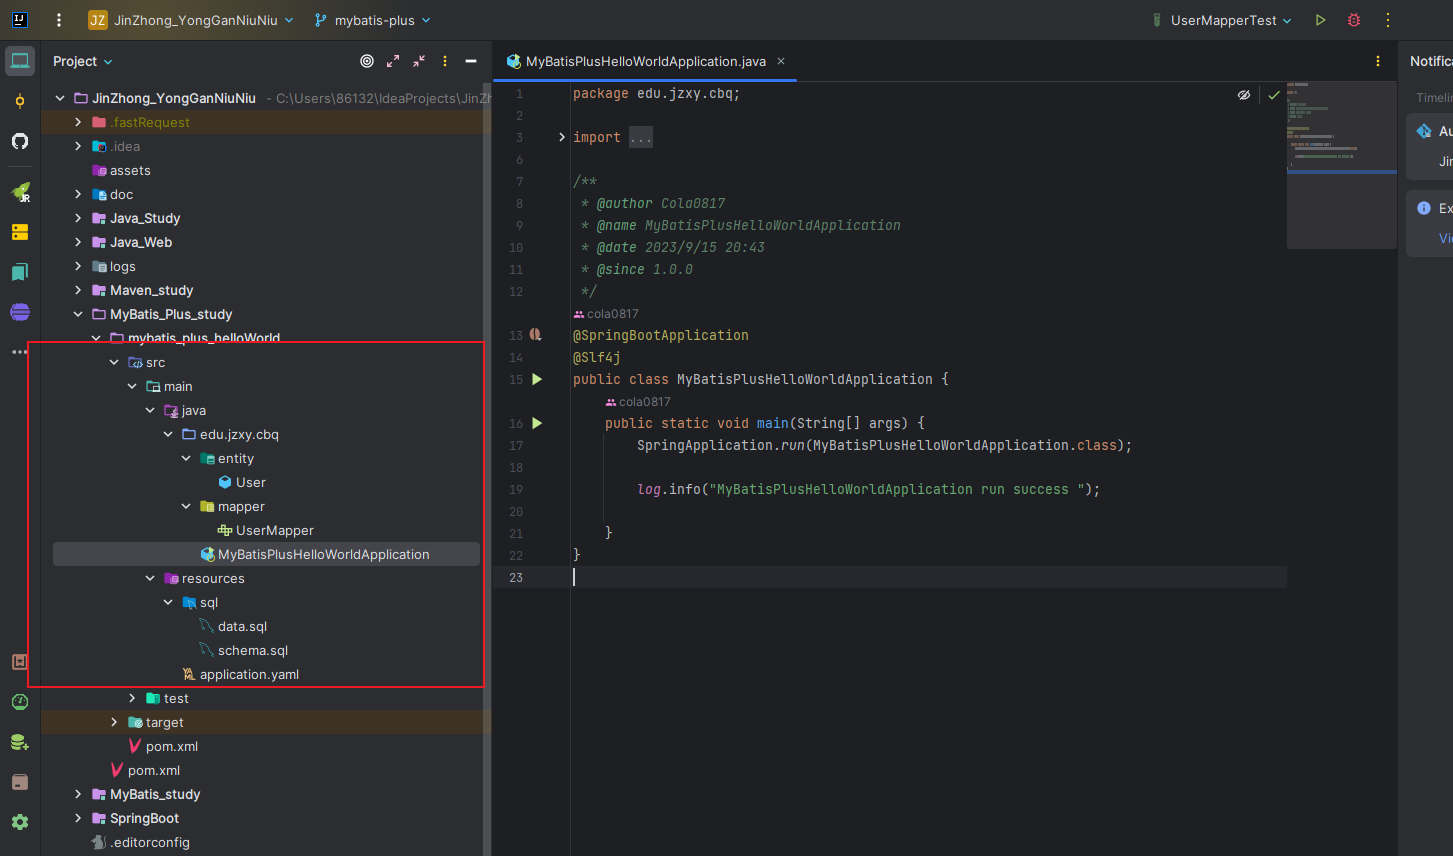 JZ JinZhong_YongGanNiuNiu mybatis-plus UserMapperTest
Project
MyBatisPlusHelloWorldApplication.java
Notifica
JinZhong_YongGanNiuNiu - C:\Users\86132\IdeaProjects\JinZh
.fastRequest
.idea
assets
doc
Java_Study
Java_Web
logs
Maven_study
MyBatis_Plus_study
mybatis_plus_helloWorld
src
main
java
edu.jzxy.cbq
entity
User
mapper
UserMapper
MyBatisPlusHelloWorldApplication
resources
sql
data.sql
schema.sql
application.yaml
test
target
pom.xml
pom.xml
MyBatis_study
SpringBoot
.editorconfig
1 package edu.jzxy.cbq;
2
3 import ...
6
7 /**
8 * @author Cola0817
9 * @name MyBatisPlusHelloWorldApplication
10 * @date 2023/9/15 20:43
11 * @since 1.0.0
12 */
cola0817
13 @SpringBootApplication
14 @Slf4j
15 public class MyBatisPlusHelloWorldApplication {
cola0817
16 public static void main(String[] args) {
17 SpringApplication.run(MyBatisPlusHelloWorldApplication.class);
18
19 log.info("MyBatisPlusHelloWorldApplication run success ");
20
21 }
22 }
23
Timelin
Au
Jir
Ex
Vi